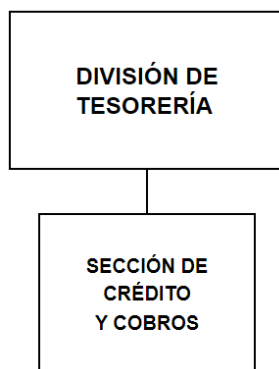 DIVISIÓN DE
TESORERÍA
SECCIÓN DE
CRÉDITO
Y COBROS